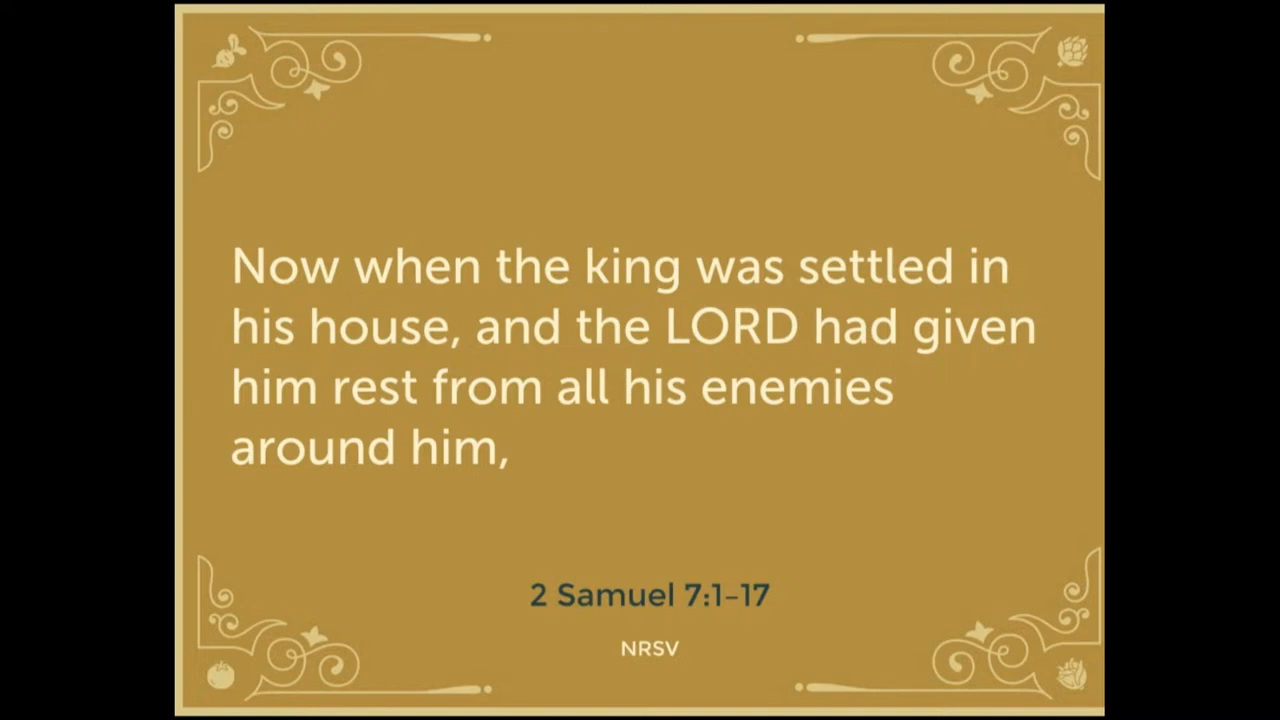 Now when the king was settled in
his house, and the LORD had given
him rest from all his enemies
around him,
2 Samuel 7:1–17
NRSV